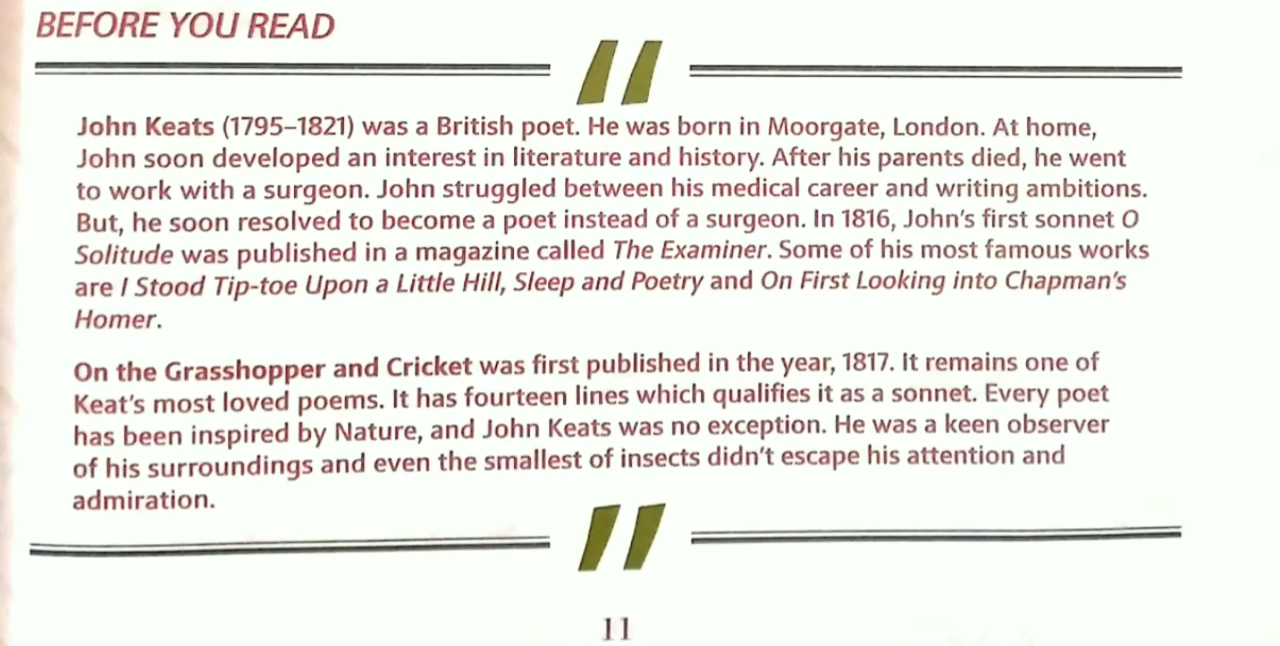 BEFORE YOU READ
"
John Keats (1795–1821) was a British poet. He was born in Moorgate, London. At home,
John soon developed an interest in literature and history. After his parents died, he went
to work with a surgeon. John struggled between his medical career and writing ambitions.
But, he soon resolved to become a poet instead of a surgeon. In 1816, John's first sonnet O
Solitude was published in a magazine called The Examiner. Some of his most famous works
are I Stood Tip-toe Upon a Little Hill, Sleep and Poetry and On First Looking into Chapman's
Homer.
On the Grasshopper and Cricket was first published in the year, 1817. It remains one of
Keat's most loved poems. It has fourteen lines which qualifies it as a sonnet. Every poet
has been inspired by Nature, and John Keats was no exception. He was a keen observer
of his surroundings and even the smallest of insects didn't escape his attention and
admiration.
"
11